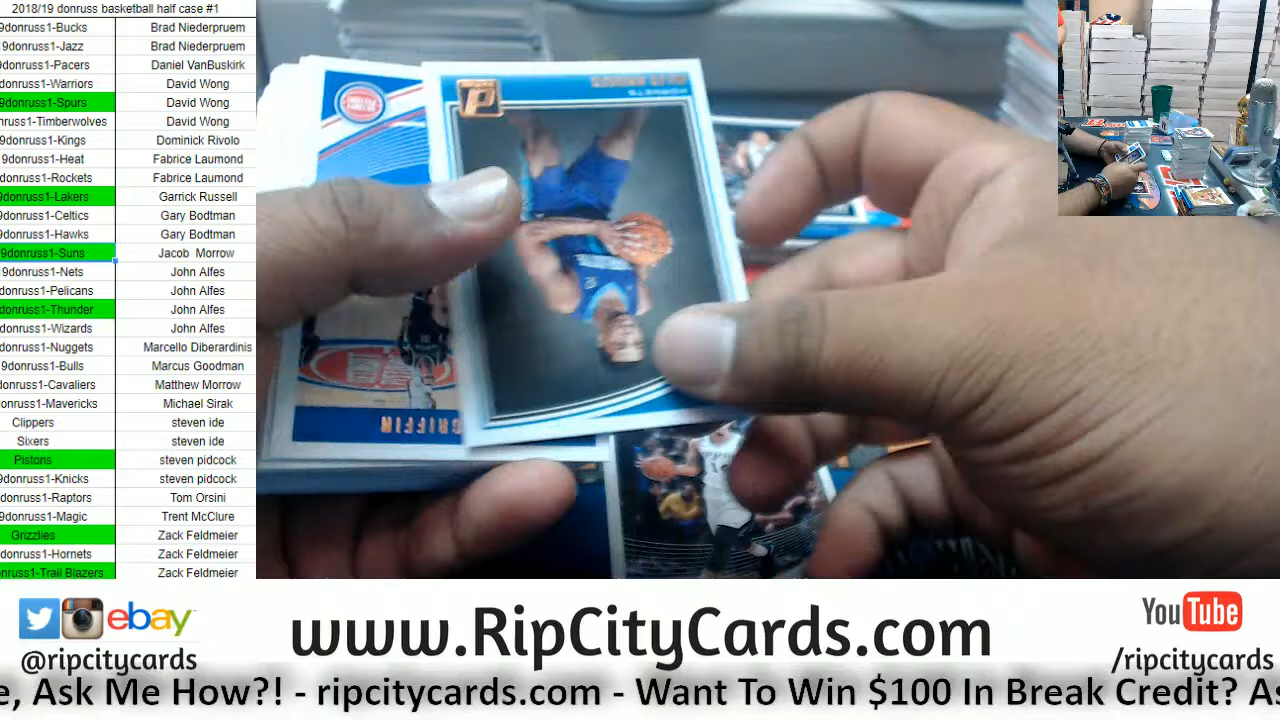 2018/19 donruss basketball half case #1
9donruss1-Bucks Brad Niederpruem
9donruss1-Jazz Brad Niederpruem
9donruss1-Pacers Daniel VanBuskirk
donruss1-Warriors David Wong
9donruss1-Spurs David Wong
onruss1-Timberwolves David Wong
9donruss1-Kings Dominick Rivolo
19donruss1-Heat Fabrice Laumond
donruss1-Rockets Fabrice Laumond
9donruss1-Lakers Garrick Russell
9donruss1-Celtics Gary Bodtman
9donruss1-Hawks Gary Bodtman
9donruss1-Suns Jacob Morrow
9donruss1-Nets John Alfes
donruss1-Pelicans John Alfes
donruss1-Thunder John Alfes
donruss1-Wizards John Alfes
donruss1-Nuggets Marcello Diberardinis
9donruss1-Bulls Marcus Goodman
donruss1-Cavaliers Matthew Morrow
onruss1-Mavericks Michael Sirak
Clippers steven ide
Sixers steven ide
Pistons steven pidcock
9donruss1-Knicks steven pidcock
donruss1-Raptors Tom Orsini
9donruss1-Magic Trent McClure
Grizzlies Zack Feldmeier
donruss1-Hornets Zack Feldmeier
nruss1-Trail Blazers Zack Feldmeier
HORNETS
P
GRIFFIN
ebay
@ripcitycards
www.RipCityCards.com
YouTube
/ripcitycards
e, Ask Me How?! - ripcitycards.com - Want To Win $100 In Break Credit? As